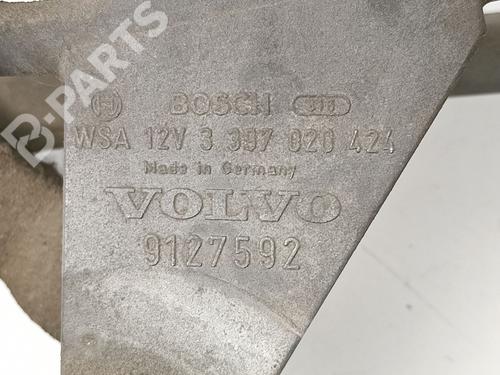 BOSCH
WSA 12V 3 397 020 424
Made in Germany
VOLVO
9127592
B-PARTS